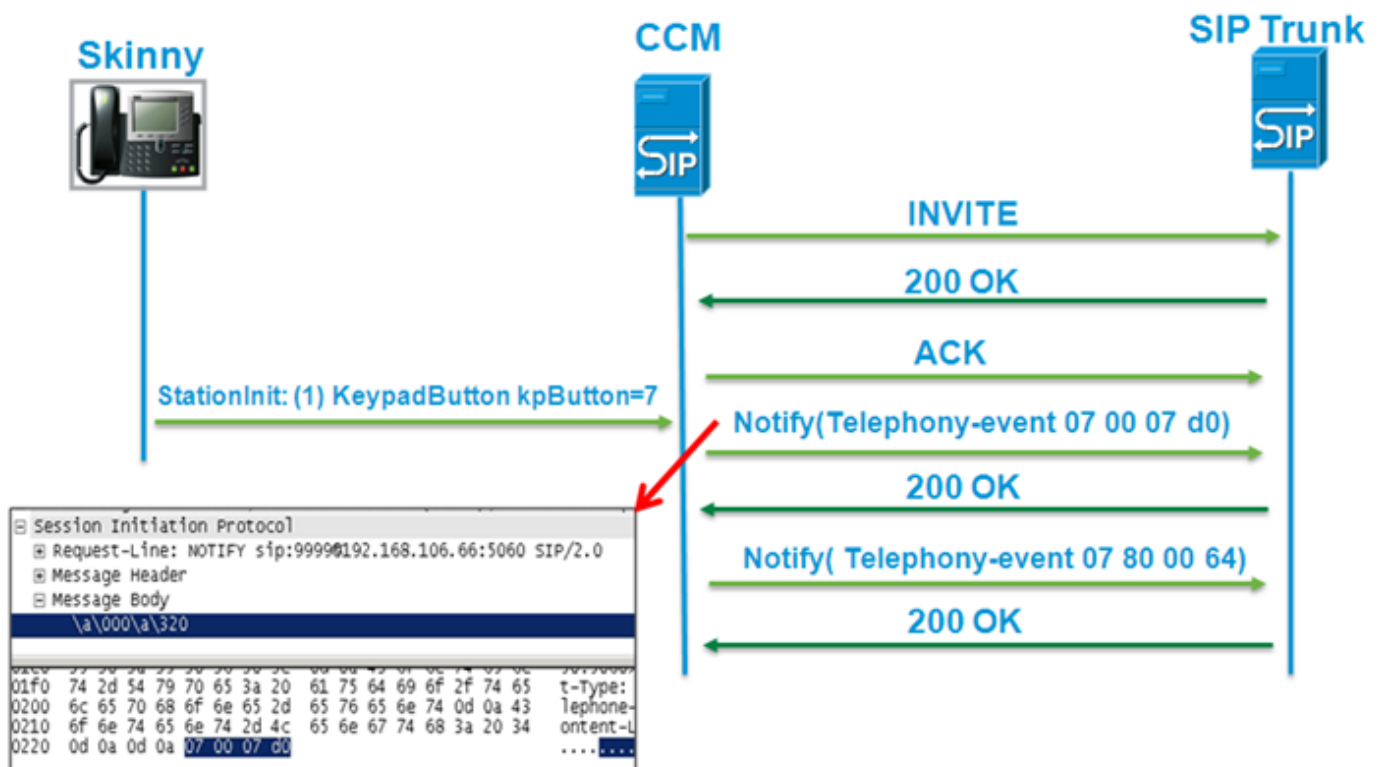 Skinny
CCM
SIP Trunk
SIP
SIP
INVITE
200 OK
ACK
StationInit: (1) KeypadButton kpButton=7
Notify(Telephony-event 07 00 07 d0)
200 OK
Notify( Telephony-event 07 80 00 64)
200 OK
Session Initiation Protocol
Request-Line: NOTIFY sip:9999@192.168.106.66:5060 SIP/2.0
Message Header
Message Body
\a\000\a\320
01f0 74 2d 54 79 70 65 3a 20 61 75 64 69 6f 2f 74 65 t-Type:
0200 6c 65 70 68 6f 6e 65 2d 65 76 65 6e 74 0d 0a 43 lephone-
0210 6f 6e 74 65 6e 74 2d 4c 65 6e 67 74 68 3a 20 34 ontent-L
0220 0d 0a 0d 0a 07 00 07 d0 ........